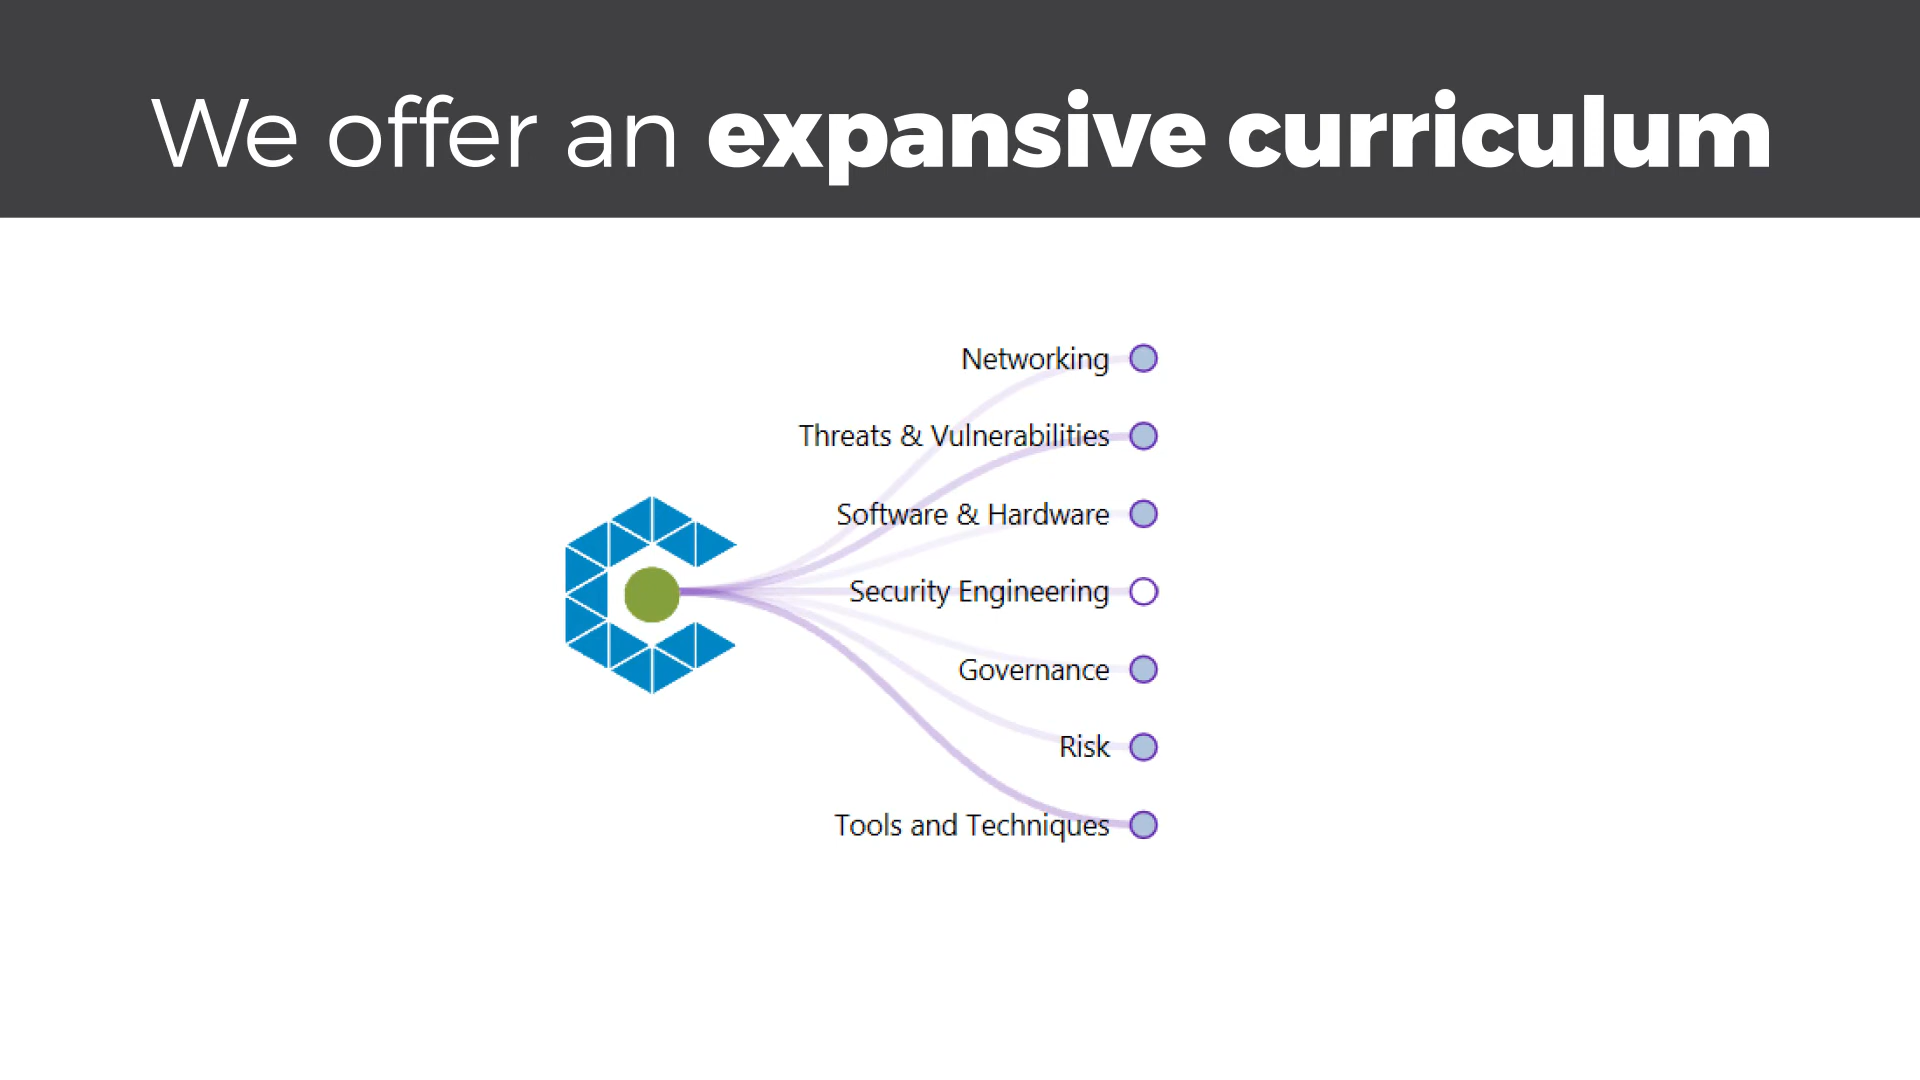 We offer an expansive curriculum
Networking
Threats & Vulnerabilities
Software & Hardware
Security Engineering
Governance
Risk
Tools and Techniques